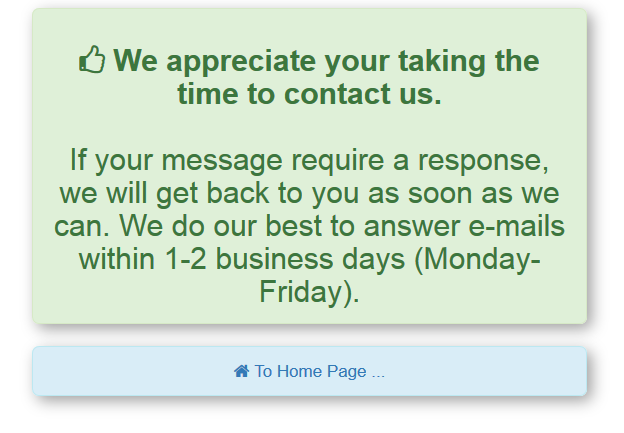 We appreciate your taking the
time to contact us.
If your message require a response,
we will get back to you as soon as we
can. We do our best to answer e-mails
within 1-2 business days (Monday-
Friday).
To Home Page ...